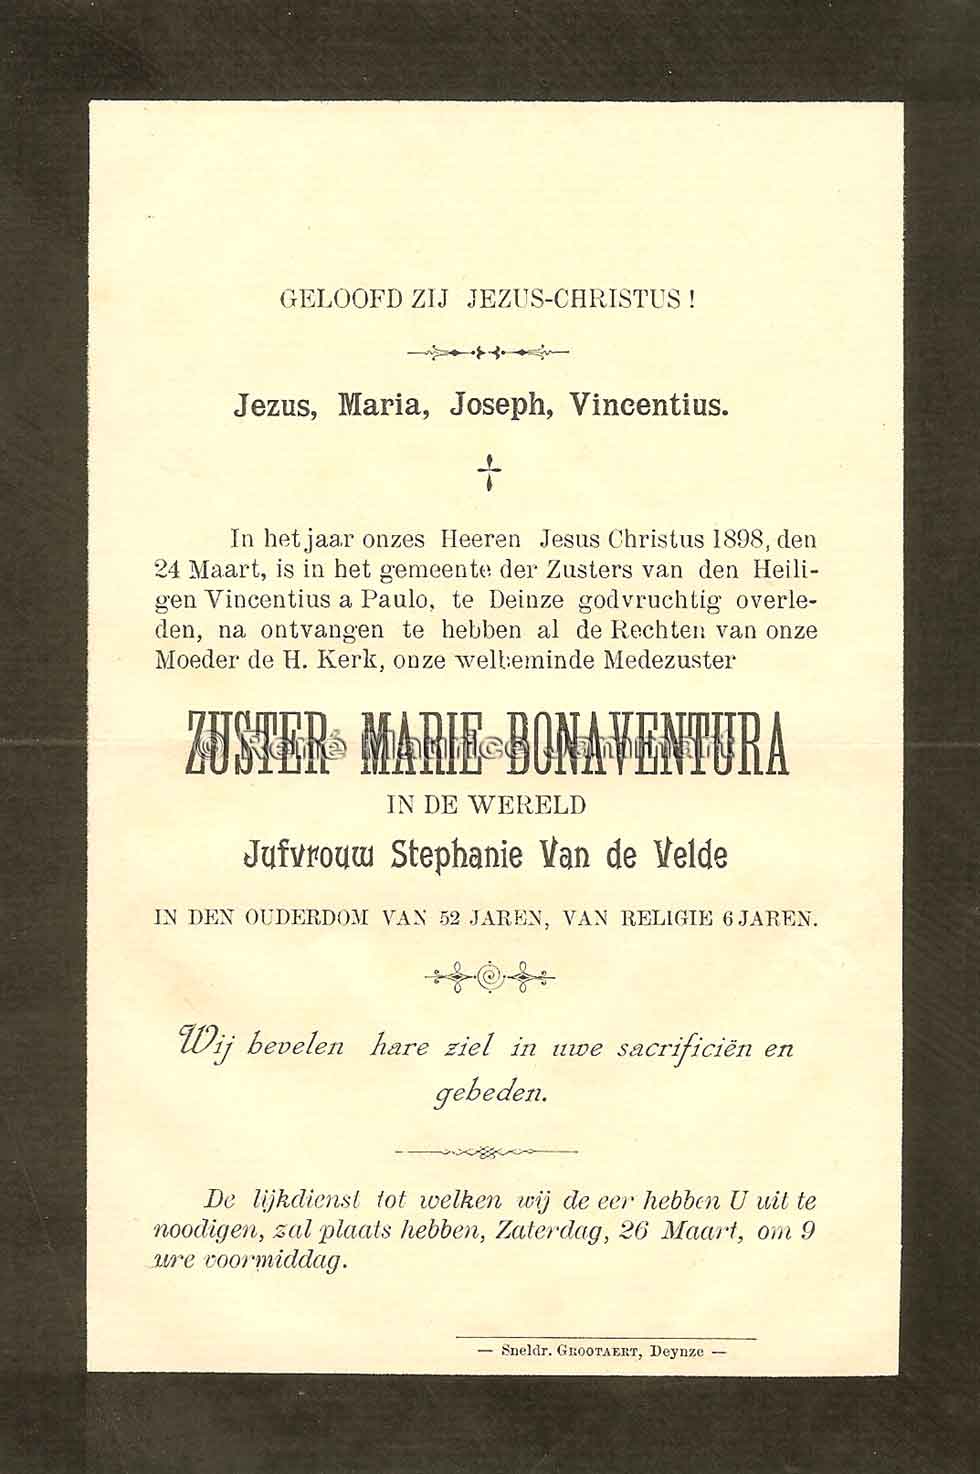 GELOOFD ZIJ JEZUS-CHRISTUS !
Jezus, Maria, Joseph, Vincentius.
In het jaar onzes Heeren Jesus Christus 1898, den
24 Maart, is in het gemeente der Zusters van den Heili-
gen Vincentius a Paulo, te Deinze godvruchtig overle-
den, na ontvangen te hebben al de Rechten van onze
Moeder de H. Kerk, onze welbeminde Medezuster
ZUSTER MARIE BONAVENTURA
© René Maurice Jammart
IN DE WERELD
Jufvrouw Stephanie Van de Velde
IN DEN OUDERDOM VAN 52 JAREN, VAN RELIGIE 6 JAREN.
Wij bevelen hare ziel in uwe sacrificiën en
gebeden.
De lijkdienst tot welken wij de eer hebben U uit te
noodigen, zal plaats hebben, Zaterdag, 26 Maart, om 9
ure voormiddag.
— Sneldr. GROOTAERT, Deynze —